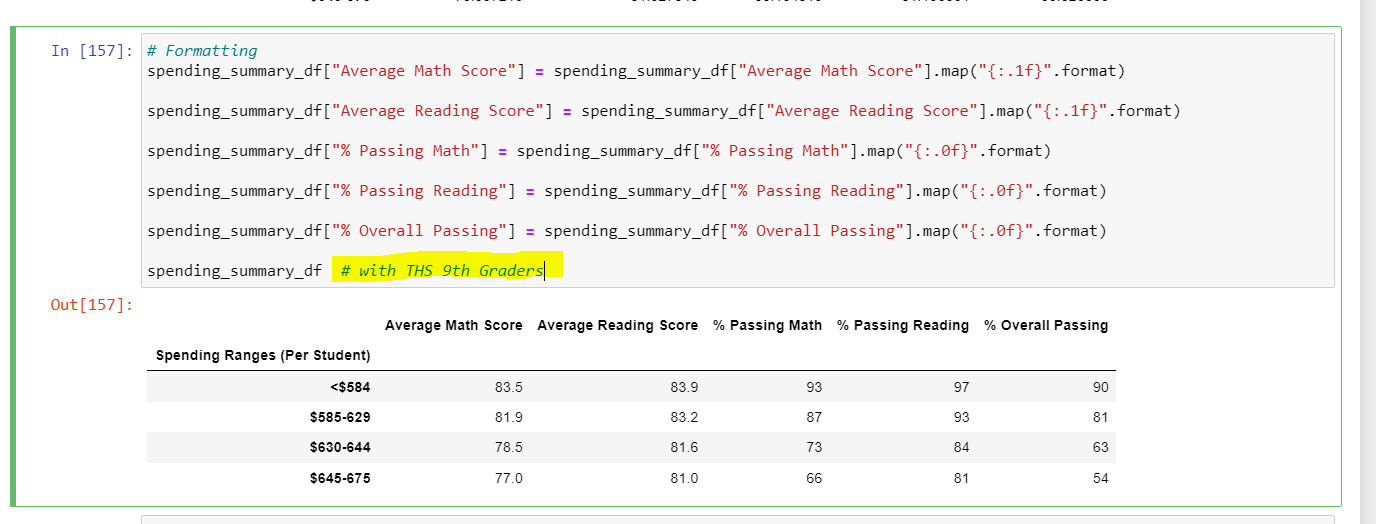 In [157]: # Formatting
spending_summary_df["Average Math Score"] = spending_summary_df["Average Math Score"].map("{:.1f}".format)
spending_summary_df["Average Reading Score"] = spending_summary_df["Average Reading Score"].map("{:.1f}".format)
spending_summary_df["% Passing Math"] = spending_summary_df["% Passing Math"].map("{:.0f}".format)
spending_summary_df["% Passing Reading"] = spending_summary_df["% Passing Reading"].map("{:.0f}".format)
spending_summary_df["% Overall Passing"] = spending_summary_df["% Overall Passing"].map("{:.0f}".format)
spending_summary_df # with THS 9th Graders
Out[157]:
Average Math Score Average Reading Score % Passing Math % Passing Reading % Overall Passing
Spending Ranges (Per Student)
<$584 83.5 83.9 93 97 90
$585-629 81.9 83.2 87 93 81
$630-644 78.5 81.6 73 84 63
$645-675 77.0 81.0 66 81 54